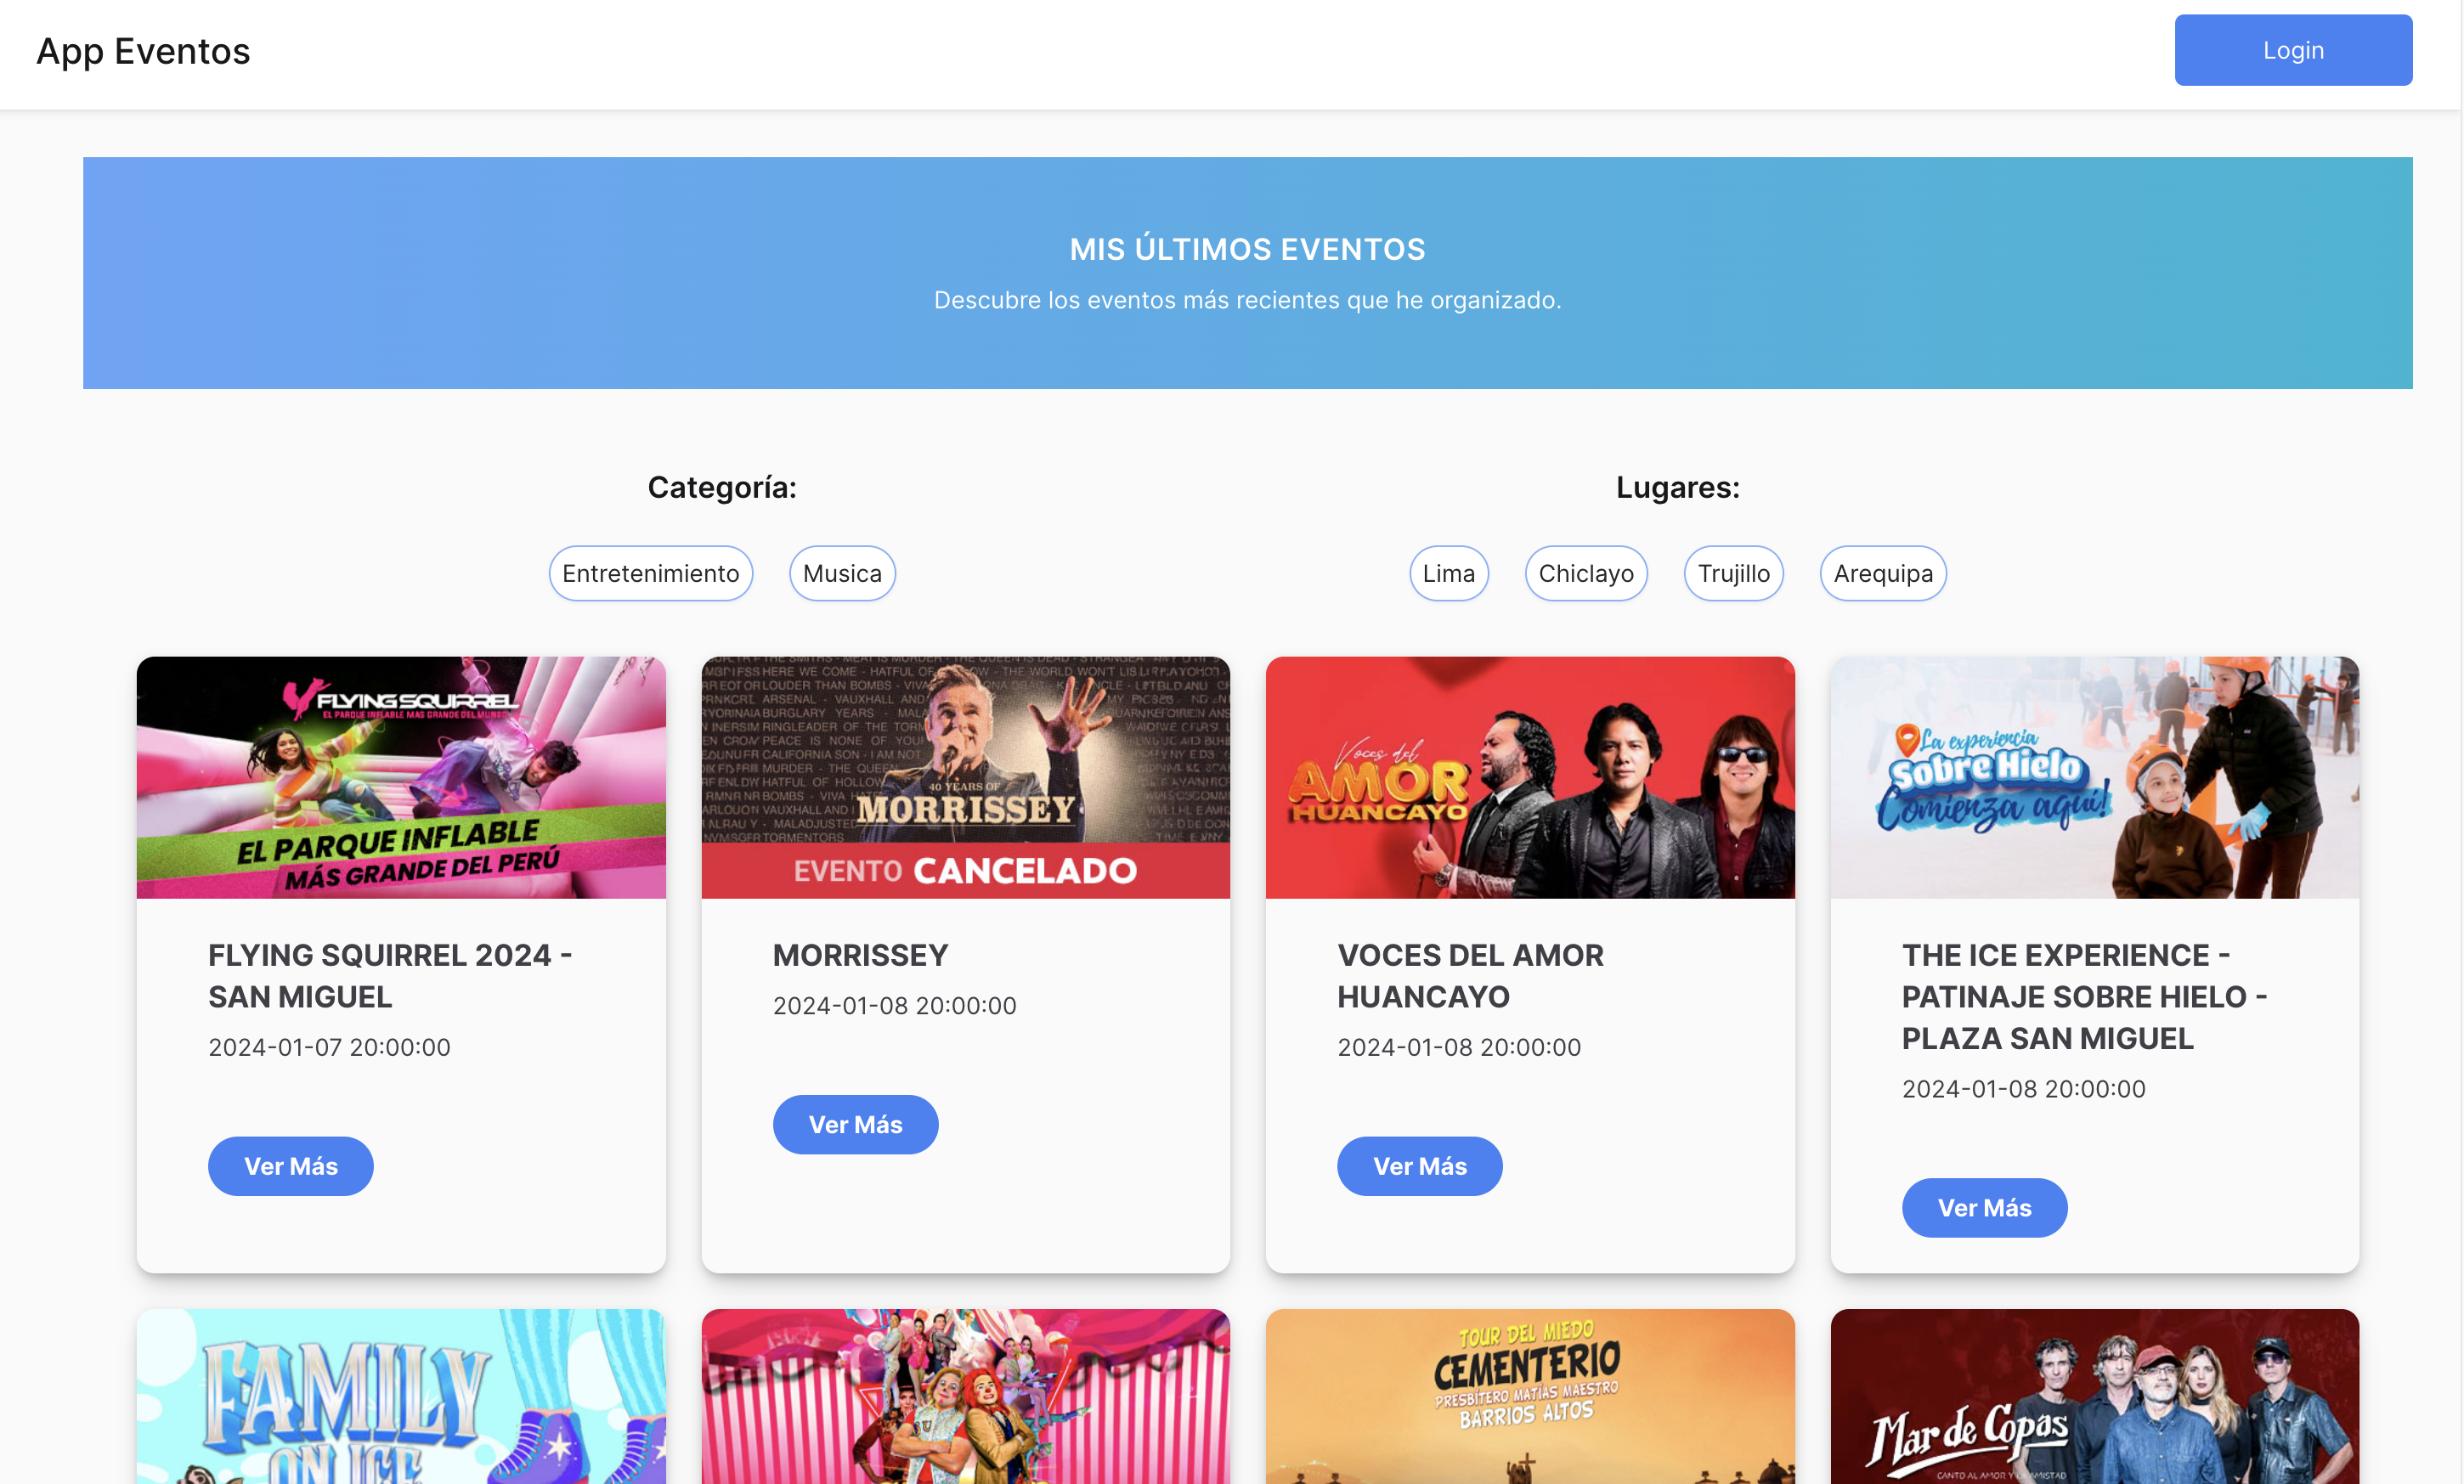 App Eventos
Login
MIS ÚLTIMOS EVENTOS
Descubre los eventos más recientes que he organizado.
Categoría:
Lugares:
Entretenimiento
Musica
Lima
Chiclayo
Trujillo
Arequipa
FLYING SQUIRREL
EL PARQUE INFLABLE MAS GRANDE DEL MUNDO
EL PARQUE INFLABLE
MÁS GRANDE DEL PERÚ
40 YEARS OF
MORRISSEY
EVENTO CANCELADO
Voces del
AMOR
HUANCAYO
La experiencia
Sobre Hielo
Comienza aquí!
FLYING SQUIRREL 2024 -
SAN MIGUEL
2024-01-07 20:00:00
Ver Más
MORRISSEY
2024-01-08 20:00:00
Ver Más
VOCES DEL AMOR
HUANCAYO
2024-01-08 20:00:00
Ver Más
THE ICE EXPERIENCE -
PATINAJE SOBRE HIELO -
PLAZA SAN MIGUEL
2024-01-08 20:00:00
Ver Más
FAMILY
ON ICE
TOUR DEL MIEDO
CEMENTERIO
PRESBÍTERO MATÍAS MAESTRO
BARRIOS ALTOS
Mar de Copas
CANTO AL AMOR Y LA AMISTAD